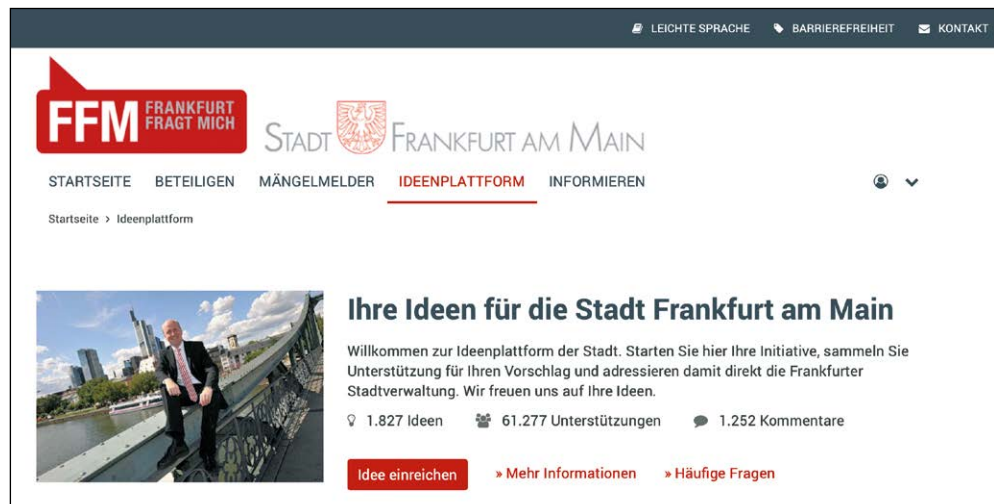 LEICHTE SPRACHE BARRIEREFREIHEIT KONTAKT
FFM FRANKFURT
FRAGT MICH
STADT FRANKFURT AM MAIN
STARTSEITE BETEILIGEN MÄNGELMELDER IDEENPLATTFORM INFORMIEREN
Startseite > Ideenplattform
Ihre Ideen für die Stadt Frankfurt am Main
Willkommen zur Ideenplattform der Stadt. Starten Sie hier Ihre Initiative, sammeln Sie
Unterstützung für Ihren Vorschlag und adressieren damit direkt die Frankfurter
Stadtverwaltung. Wir freuen uns auf Ihre Ideen.
1.827 Ideen 61.277 Unterstützungen 1.252 Kommentare
Idee einreichen » Mehr Informationen » Häufige Fragen